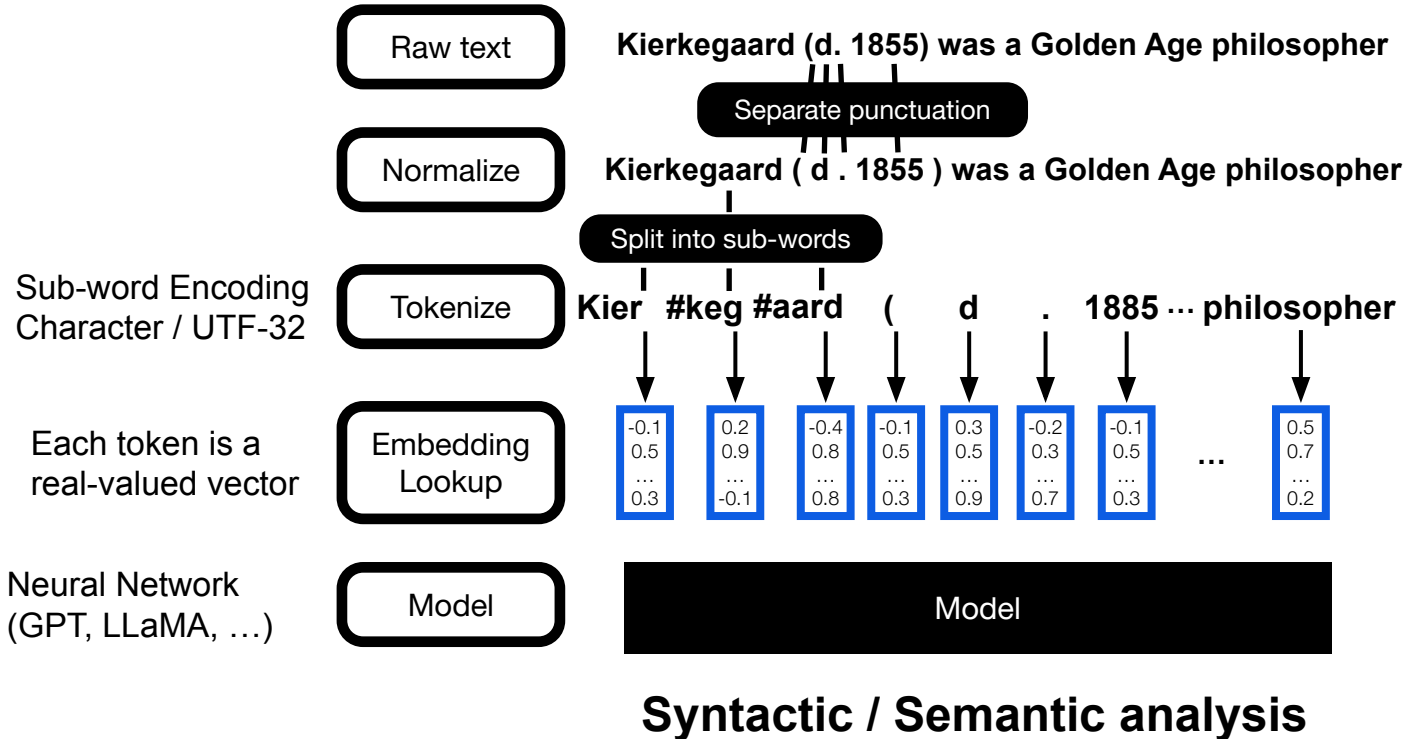 Raw text
Kierkegaard (d. 1855) was a Golden Age philosopher
Separate punctuation
Normalize
Kierkegaard ( d . 1855 ) was a Golden Age philosopher
Split into sub-words
Sub-word Encoding
Character / UTF-32
Tokenize
Kier #keg #aard ( d . 1885 ... philosopher
Each token is a
real-valued vector
Embedding
Lookup
-0.1 0.2 -0.4 -0.1 0.3 -0.2 -0.1 0.5
0.5 0.9 0.8 0.5 0.5 0.3 0.5 ... 0.7
... ... ... ... ... ... ... ...
0.3 -0.1 0.8 0.3 0.9 0.7 0.3 0.2
Neural Network
(GPT, LLaMA, ...)
Model
Model
Syntactic / Semantic analysis